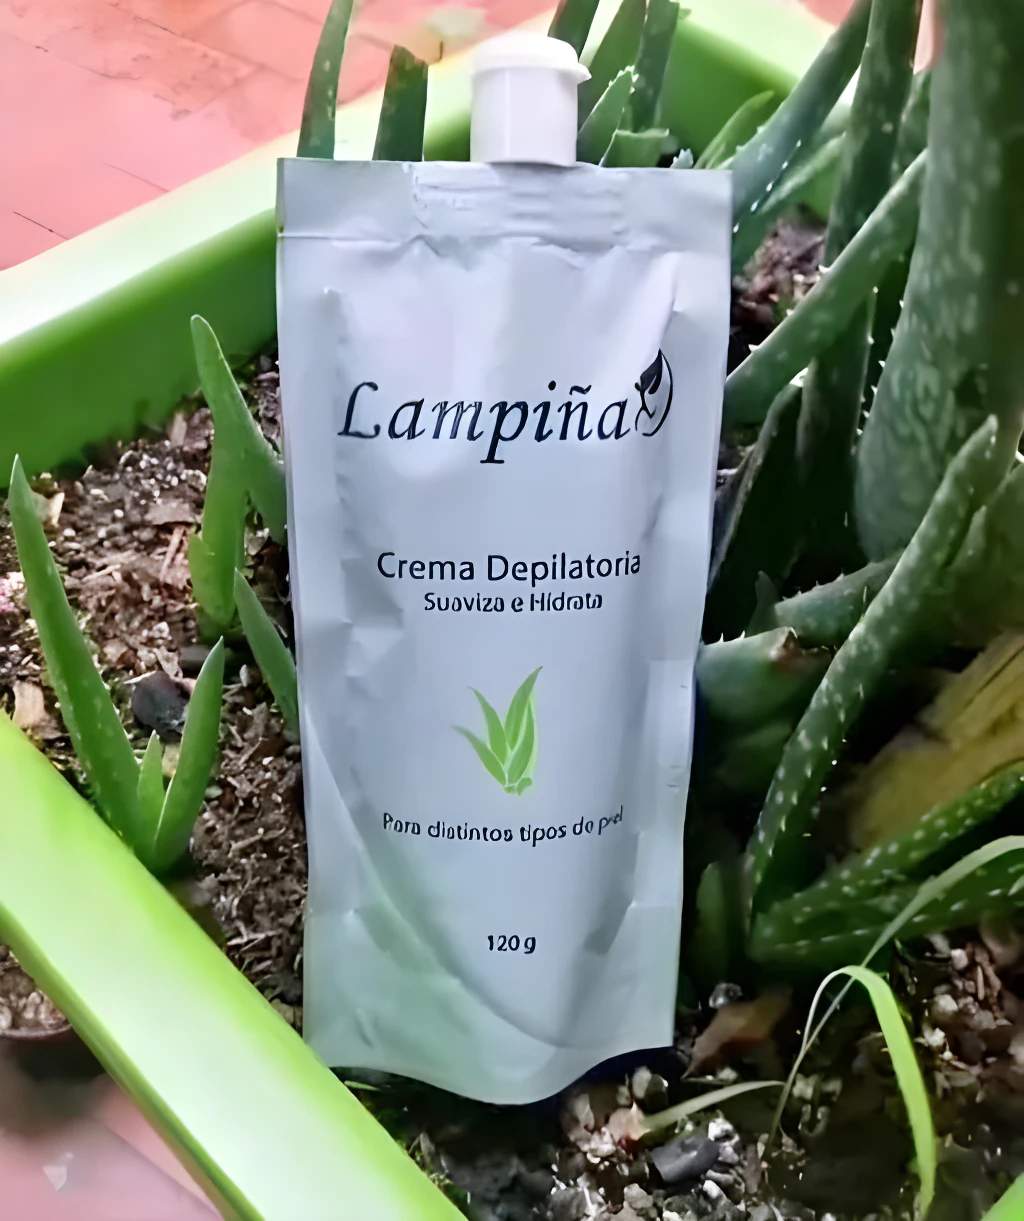 Lampiña
Crema Depilatoria
Suaviza e Hidrata
Para distintos tipos de piel
120 g